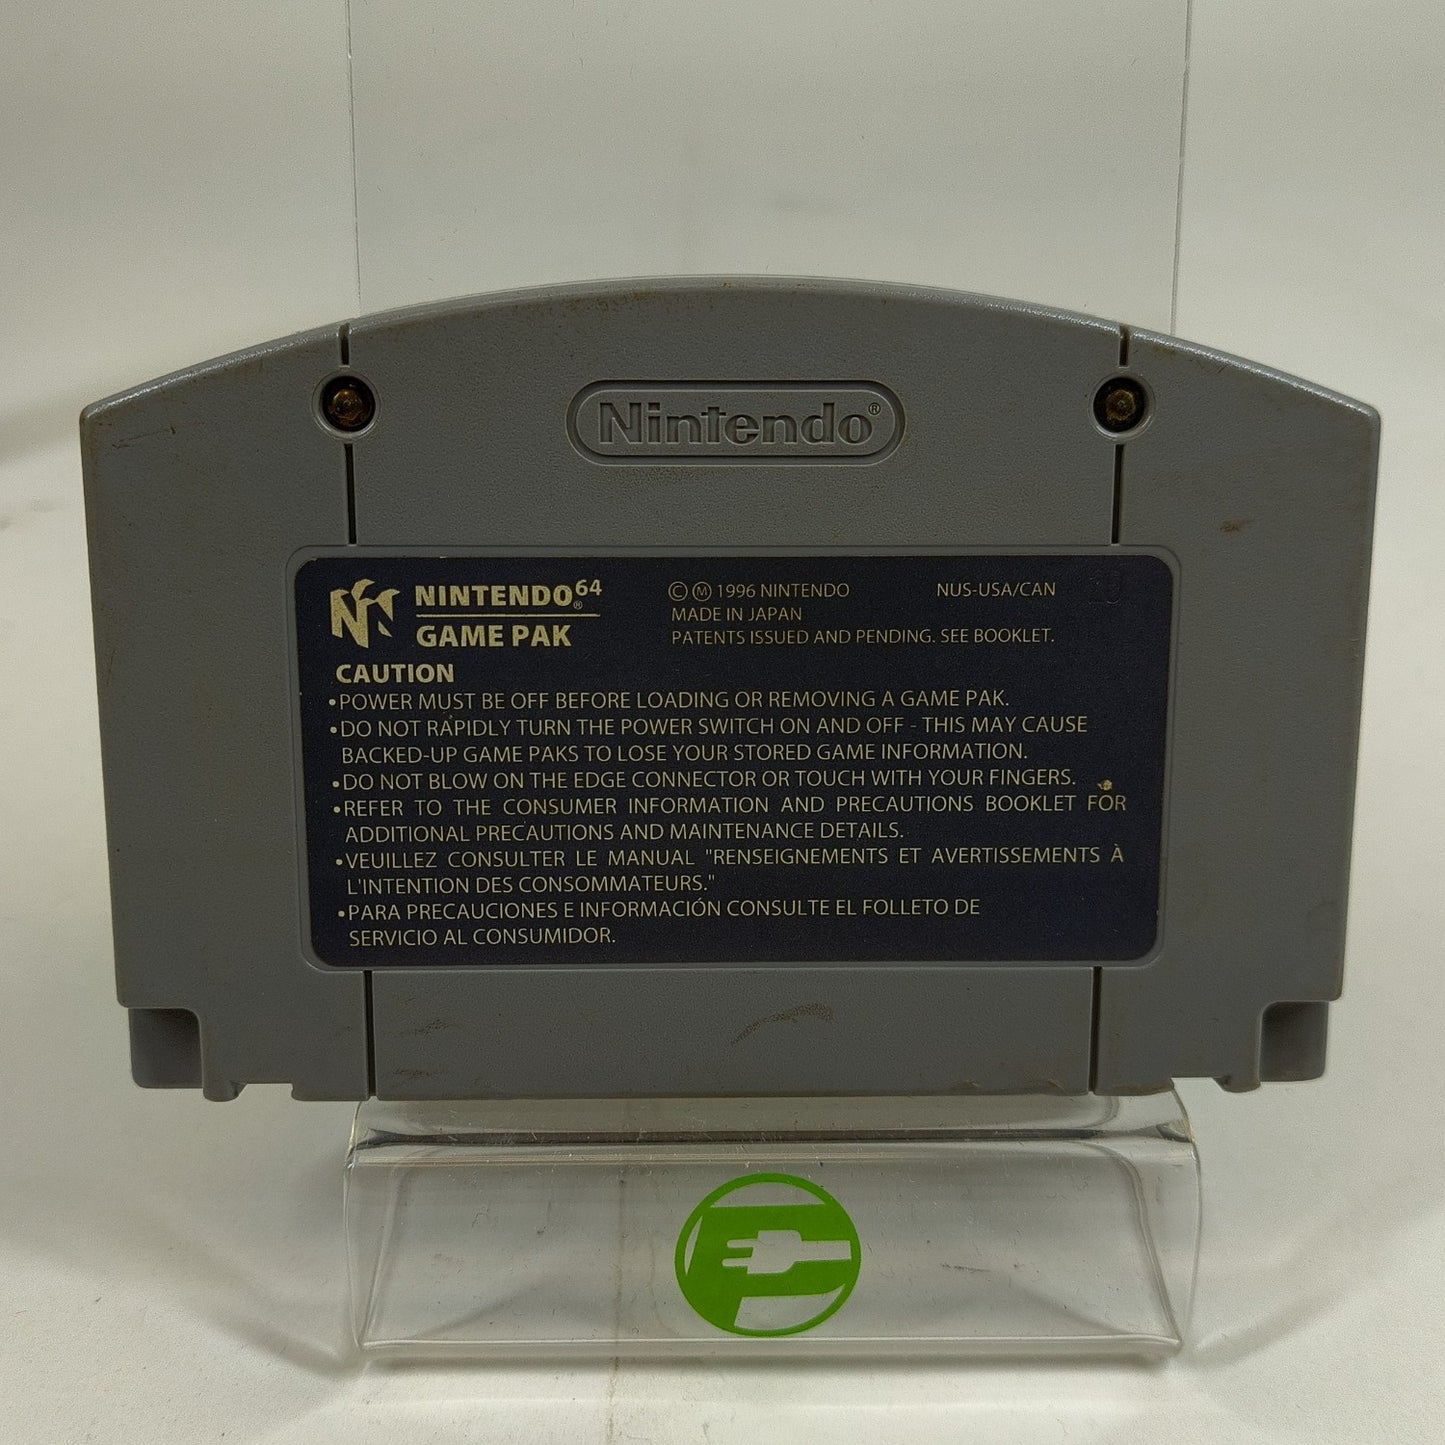 Nintendo®
NINTENDO⁶⁴®
GAME PAK
©Ⓜ1996 NINTENDO NUS-USA/CAN
MADE IN JAPAN
PATENTS ISSUED AND PENDING. SEE BOOKLET.
CAUTION
•POWER MUST BE OFF BEFORE LOADING OR REMOVING A GAME PAK.
•DO NOT RAPIDLY TURN THE POWER SWITCH ON AND OFF - THIS MAY CAUSE
BACKED-UP GAME PAKS TO LOSE YOUR STORED GAME INFORMATION.
•DO NOT BLOW ON THE EDGE CONNECTOR OR TOUCH WITH YOUR FINGERS.
•REFER TO THE CONSUMER INFORMATION AND PRECAUTIONS BOOKLET FOR
ADDITIONAL PRECAUTIONS AND MAINTENANCE DETAILS.
•VEUILLEZ CONSULTER LE MANUAL "RENSEIGNEMENTS ET AVERTISSEMENTS À
L'INTENTION DES CONSOMMATEURS."
•PARA PRECAUCIONES E INFORMACIÓN CONSULTE EL FOLLETO DE
SERVICIO AL CONSUMIDOR.